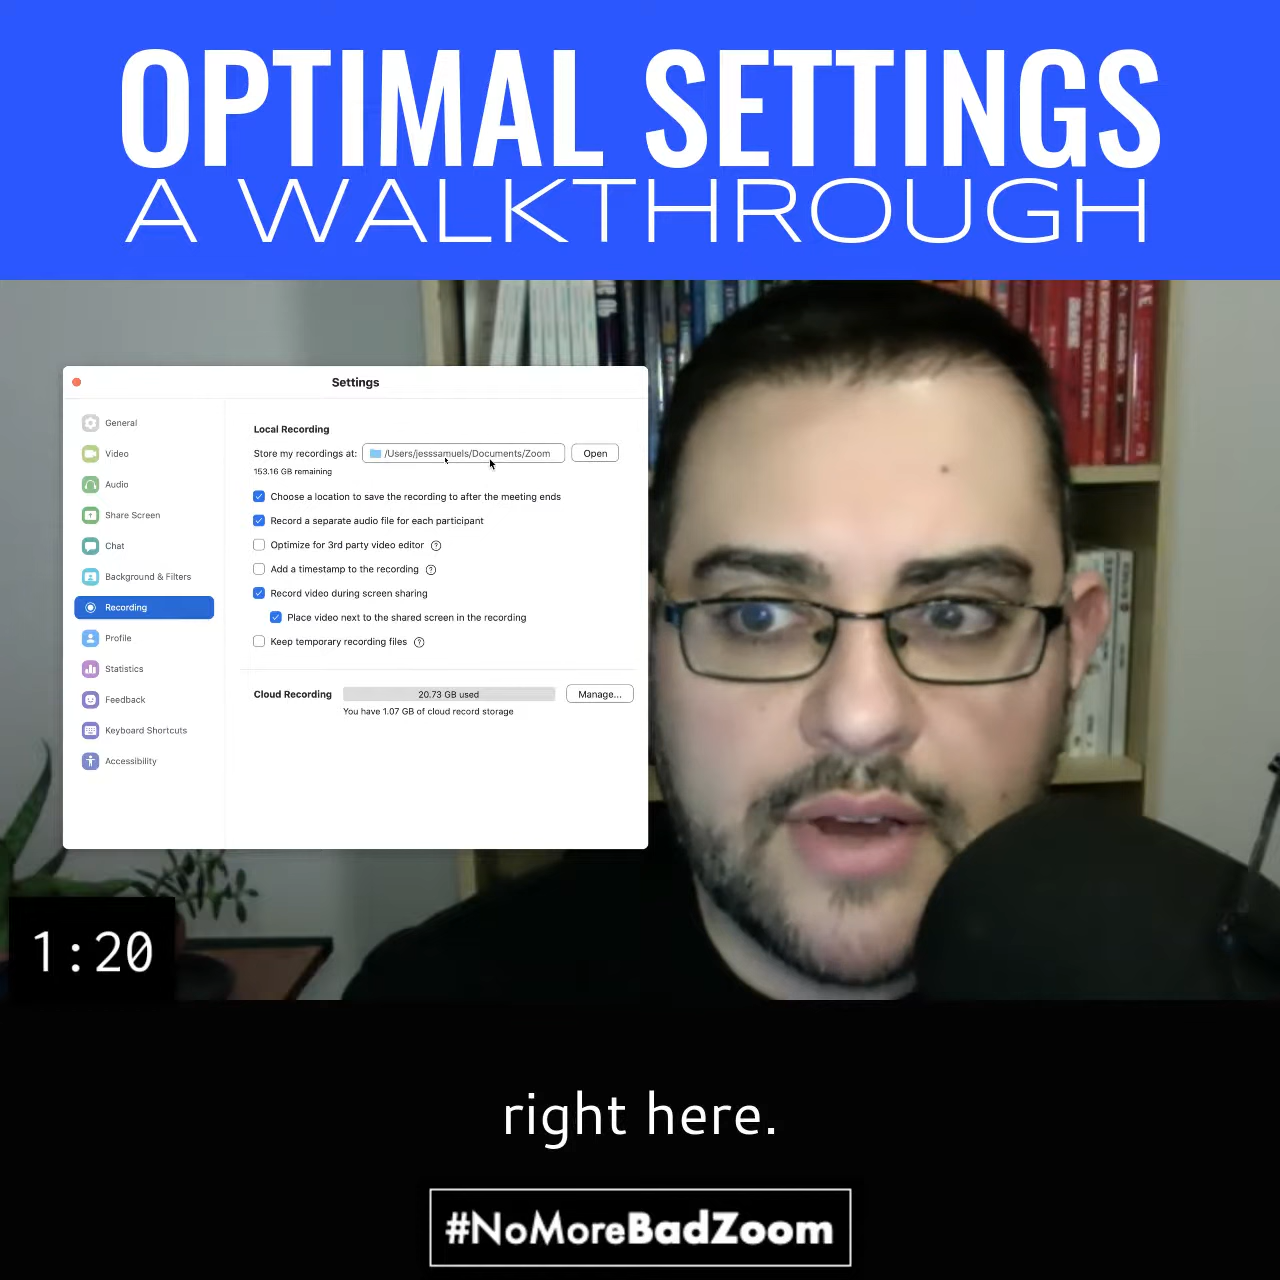 OPTIMAL SETTINGS
A WALKTHROUGH
Settings
General
Video
Audio
Share Screen
Chat
Background & Filters
Recording
Profile
Statistics
Feedback
Keyboard Shortcuts
Accessibility
Local Recording
Store my recordings at: /Users/jesssamuels/Documents/Zoom Open
153.16 GB remaining
Choose a location to save the recording to after the meeting ends
Record a separate audio file for each participant
Optimize for 3rd party video editor ?
Add a timestamp to the recording ?
Record video during screen sharing
Place video next to the shared screen in the recording
Keep temporary recording files ?
Cloud Recording 20.73 GB used Manage...
You have 1.07 GB of cloud record storage
1:20
right here.
#NoMoreBadZoom